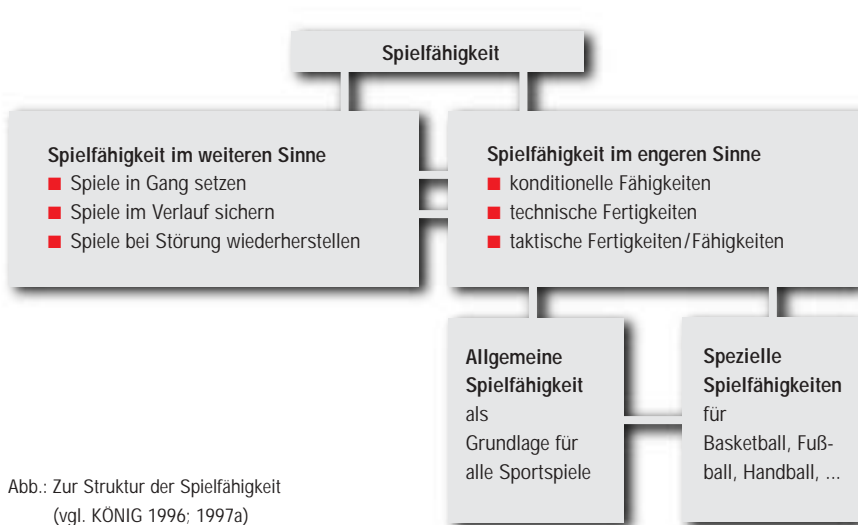 Spielfähigkeit
Spielfähigkeit im weiteren Sinne
■ Spiele in Gang setzen
■ Spiele im Verlauf sichern
■ Spiele bei Störung wiederherstellen
Spielfähigkeit im engeren Sinne
■ konditionelle Fähigkeiten
■ technische Fertigkeiten
■ taktische Fertigkeiten/Fähigkeiten
Allgemeine
Spielfähigkeit
als
Grundlage für
alle Sportspiele
Spezielle
Spielfähigkeiten
für
Basketball, Fuß-
ball, Handball, ...
Abb.: Zur Struktur der Spielfähigkeit
(vgl. KÖNIG 1996; 1997a)